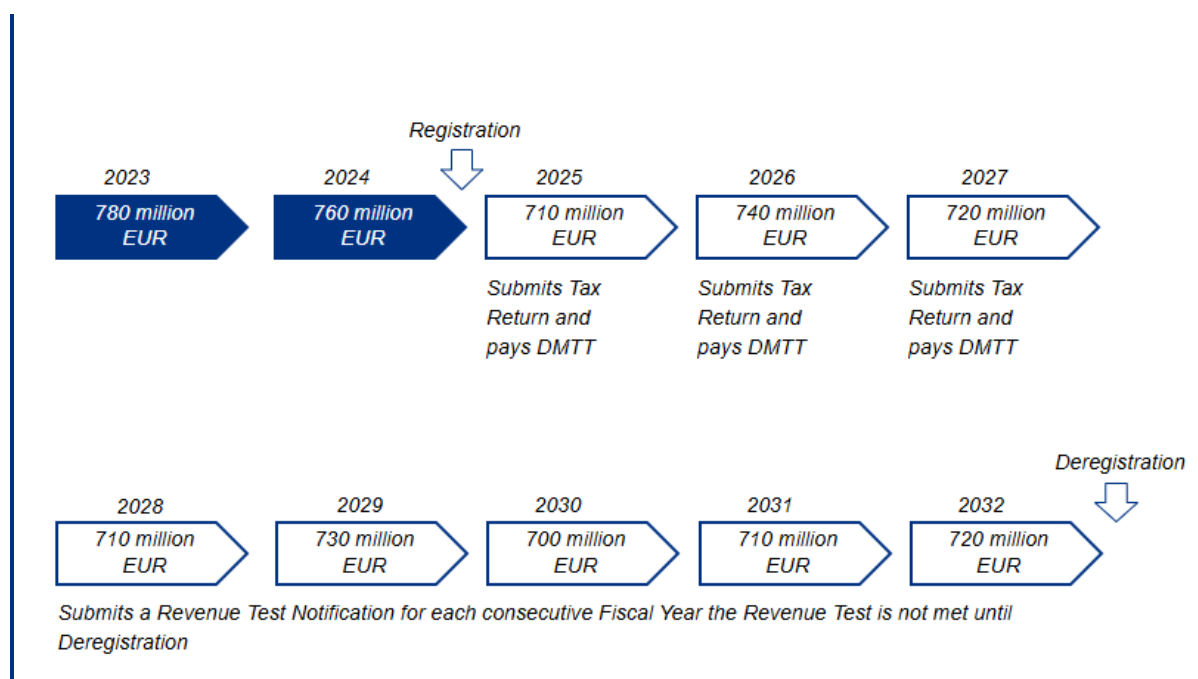 Registration
2023 2024 2025 2026 2027
780 million 760 million 710 million 740 million 720 million
EUR EUR EUR EUR EUR
Submits Tax Submits Tax Submits Tax
Return and Return and Return and
pays DMTT pays DMTT pays DMTT
Deregistration
2028 2029 2030 2031 2032
710 million 730 million 700 million 710 million 720 million
EUR EUR EUR EUR EUR
Submits a Revenue Test Notification for each consecutive Fiscal Year the Revenue Test is not met until
Deregistration